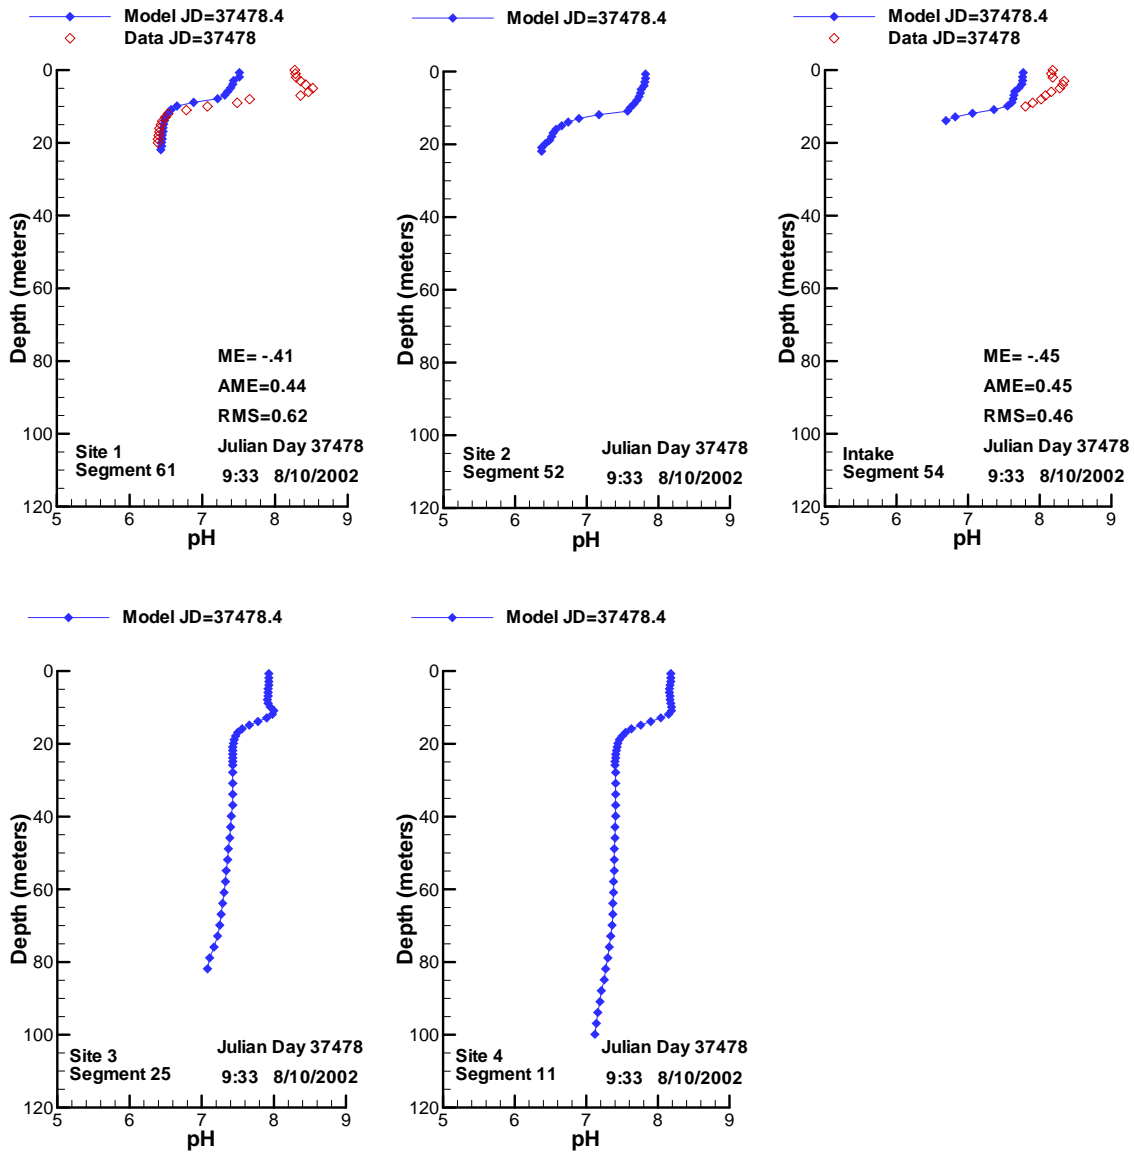 Model JD=37478.4
Data JD=37478
0
20
40
60
80
100
120
Depth (meters)
ME= -.41
AME=0.44
RMS=0.62
Site 1
Segment 61
Julian Day 37478
9:33 8/10/2002
5 6 7 8 9
pH
Model JD=37478.4
0
20
40
60
80
100
120
Depth (meters)
Site 2
Segment 52
Julian Day 37478
9:33 8/10/2002
5 6 7 8 9
pH
Model JD=37478.4
Data JD=37478
0
20
40
60
80
100
120
Depth (meters)
ME= -.45
AME=0.45
RMS=0.46
Intake
Segment 54
Julian Day 37478
9:33 8/10/2002
5 6 7 8 9
pH
Model JD=37478.4
0
20
40
60
80
100
120
Depth (meters)
Site 3
Segment 25
Julian Day 37478
9:33 8/10/2002
5 6 7 8 9
pH
Model JD=37478.4
0
20
40
60
80
100
120
Depth (meters)
Site 4
Segment 11
Julian Day 37478
9:33 8/10/2002
5 6 7 8 9
pH